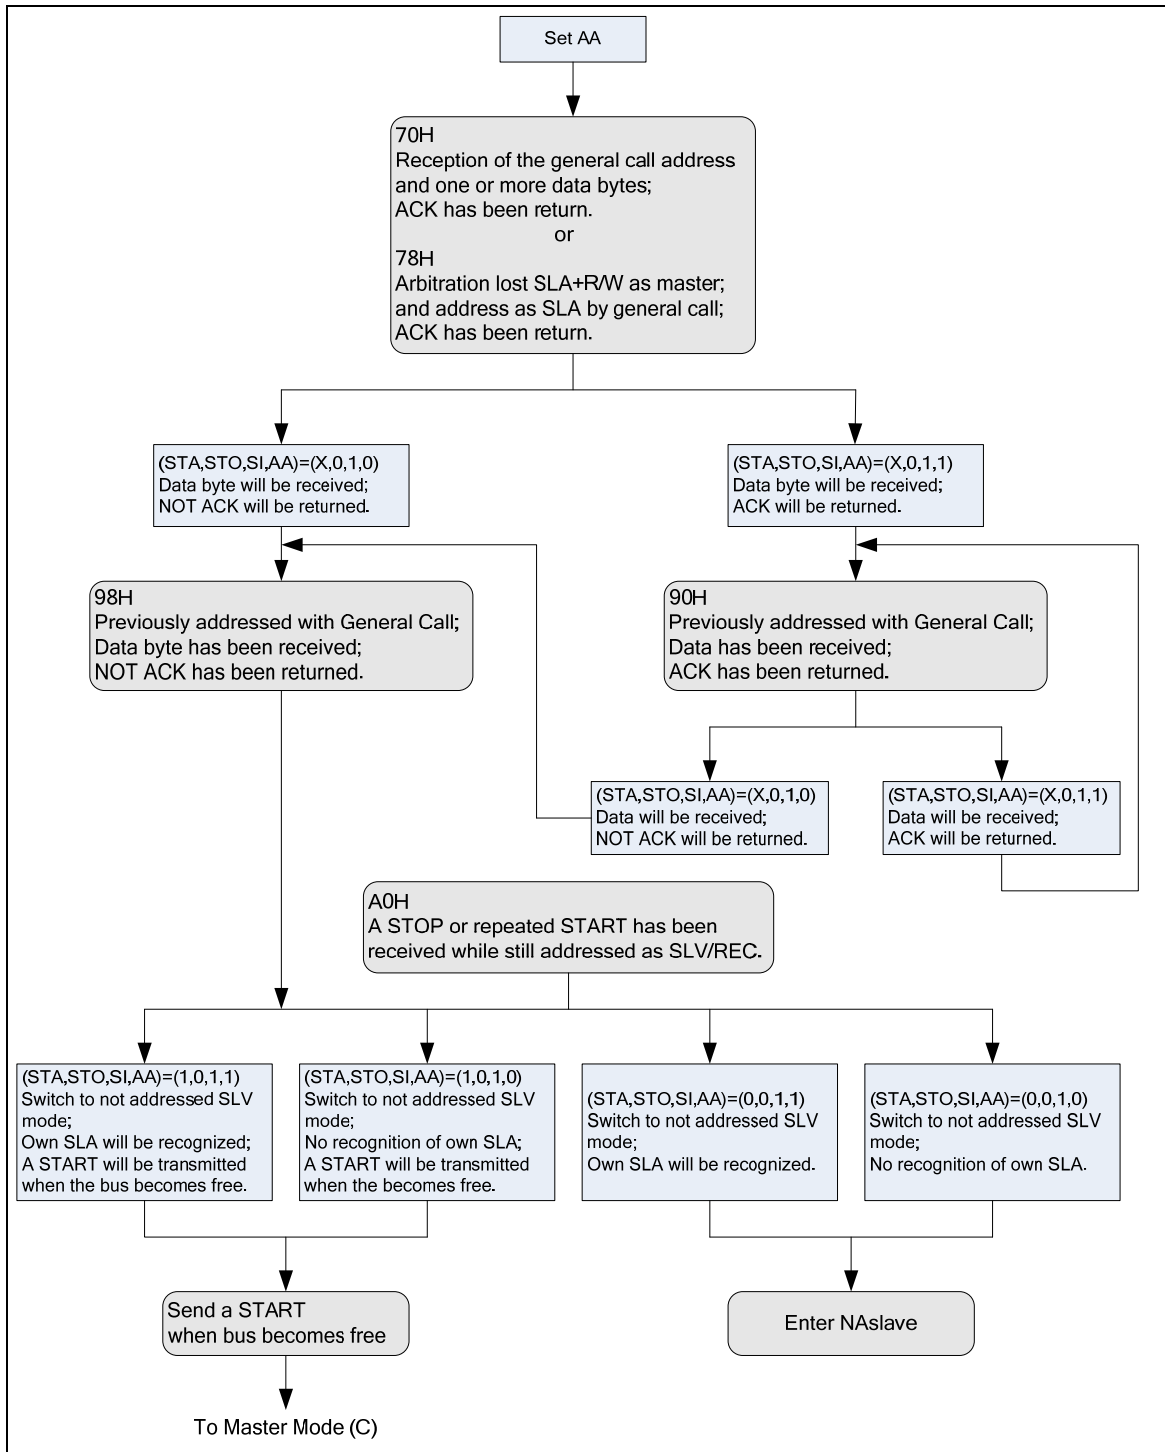 Set AA
70H
Reception of the general call address
and one or more data bytes;
ACK has been return.
or
78H
Arbitration lost SLA+R/W as master;
and address as SLA by general call;
ACK has been return.
(STA,STO,SI,AA)=(X,0,1,0)
Data byte will be received;
NOT ACK will be returned.
(STA,STO,SI,AA)=(X,0,1,1)
Data byte will be received;
ACK will be returned.
98H
Previously addressed with General Call;
Data byte has been received;
NOT ACK has been returned.
90H
Previously addressed with General Call;
Data has been received;
ACK has been returned.
(STA,STO,SI,AA)=(X,0,1,0)
Data will be received;
NOT ACK will be returned.
(STA,STO,SI,AA)=(X,0,1,1)
Data will be received;
ACK will be returned.
A0H
A STOP or repeated START has been
received while still addressed as SLV/REC.
(STA,STO,SI,AA)=(1,0,1,1)
Switch to not addressed SLV
mode;
Own SLA will be recognized;
A START will be transmitted
when the bus becomes free.
(STA,STO,SI,AA)=(1,0,1,0)
Switch to not addressed SLV
mode;
No recognition of own SLA;
A START will be transmitted
when the becomes free.
(STA,STO,SI,AA)=(0,0,1,1)
Switch to not addressed SLV
mode;
Own SLA will be recognized.
(STA,STO,SI,AA)=(0,0,1,0)
Switch to not addressed SLV
mode;
No recognition of own SLA.
Send a START
when bus becomes free
Enter NAslave
To Master Mode (C)